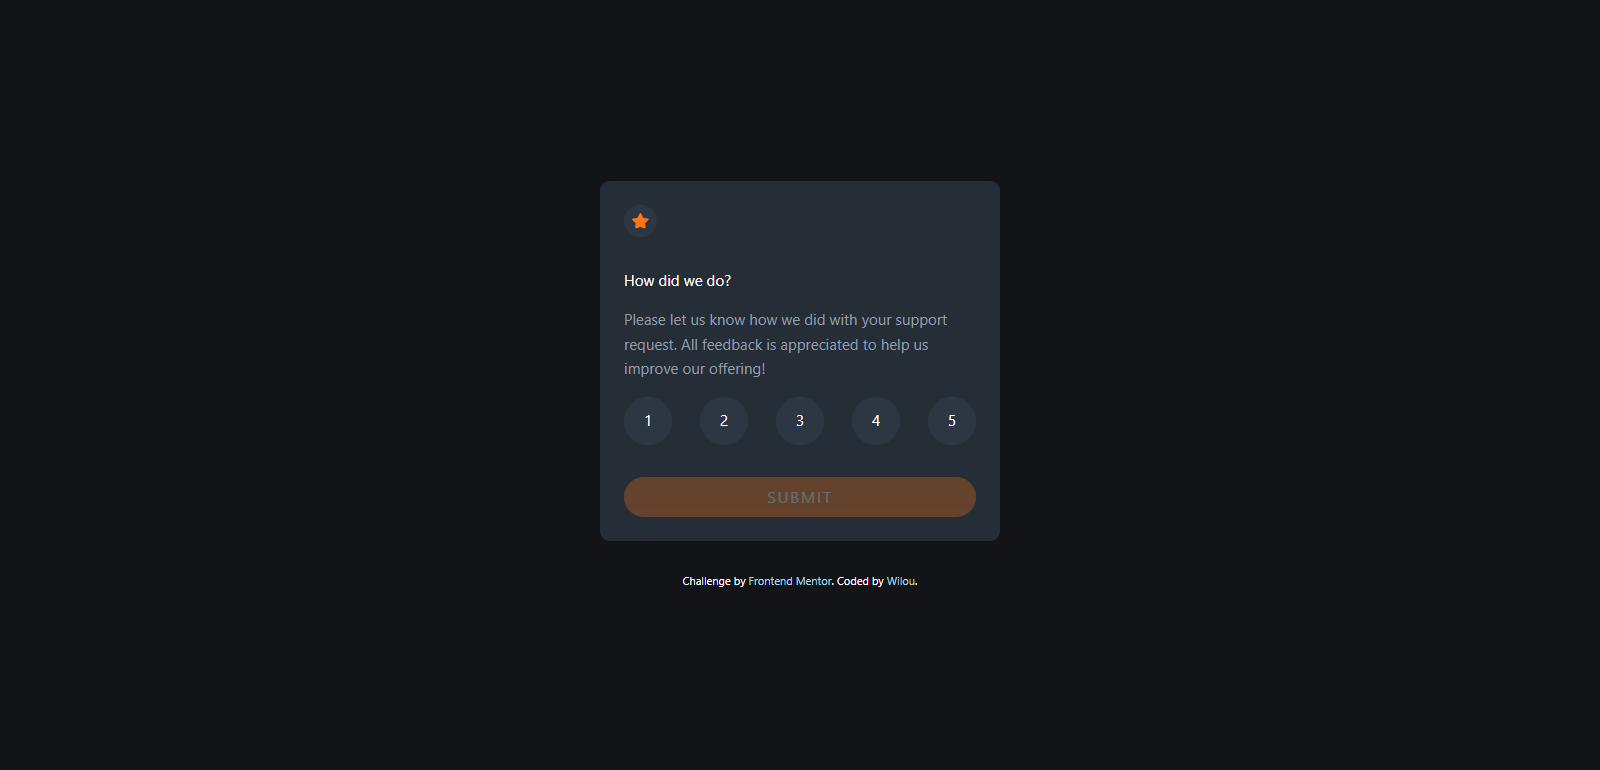 How did we do?
Please let us know how we did with your support
request. All feedback is appreciated to help us
improve our offering!
1 2 3 4 5
SUBMIT
Challenge by Frontend Mentor. Coded by Wilou.